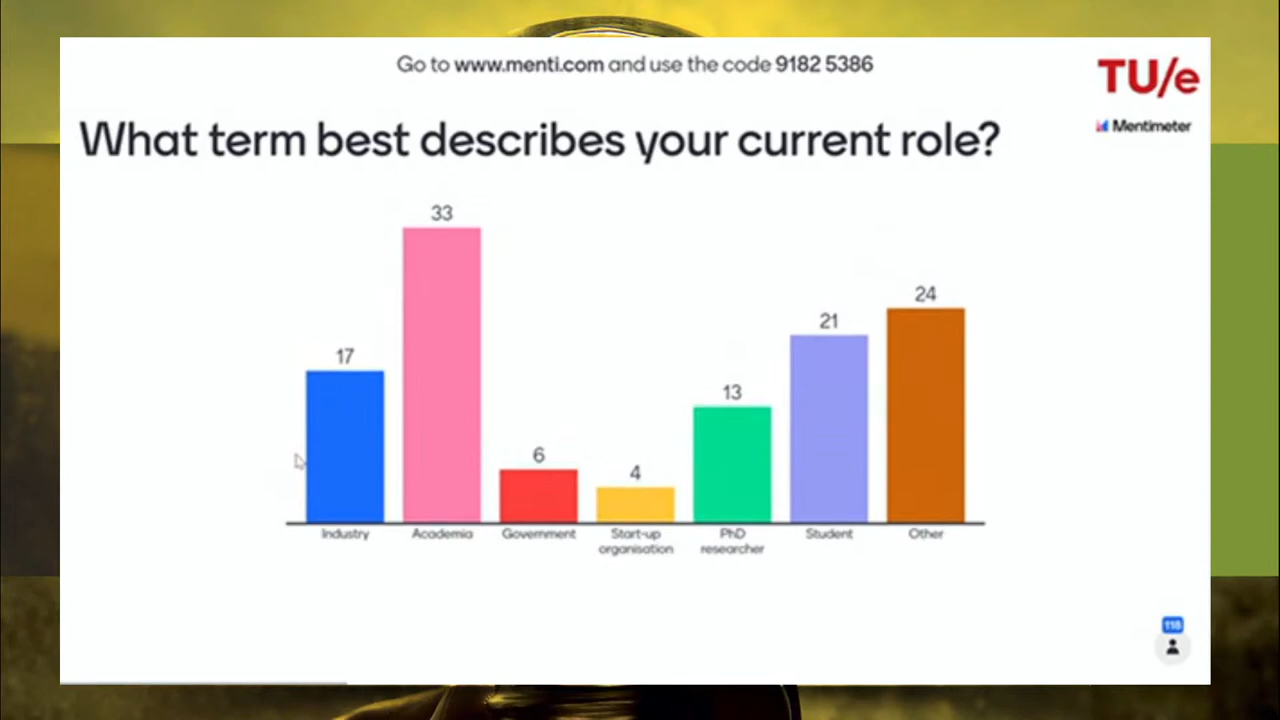 Go to www.menti.com and use the code 9182 5386
TU/e
Mentimeter
What term best describes your current role?
33
24
21
17
13
6
4
Industry
Academia
Government
Start-up
organisation
PhD
researcher
Student
Other
118